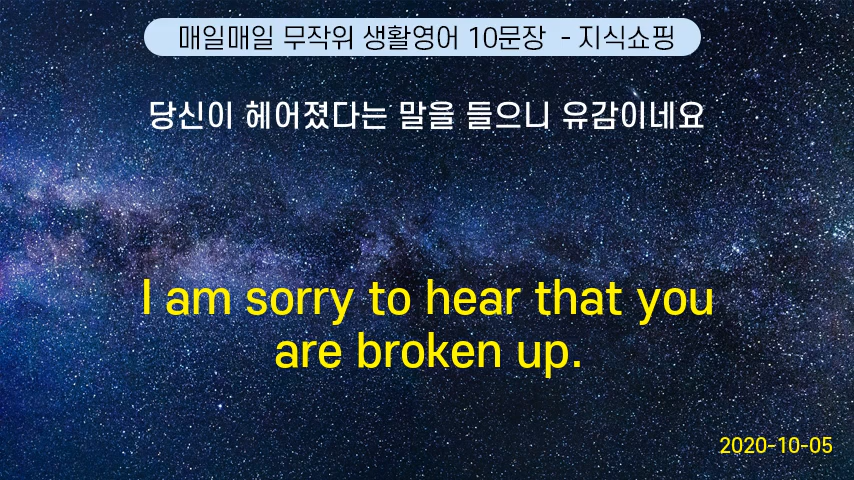 매일매일 무작위 생활영어 10문장 - 지식쇼핑
당신이 헤어졌다는 말을 들으니 유감이네요
I am sorry to hear that you
are broken up.
2020-10-05